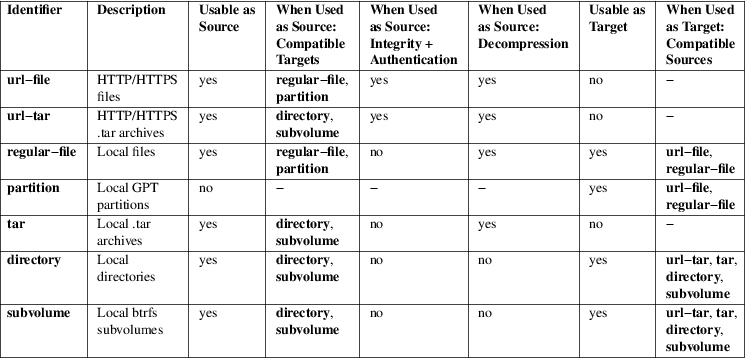 Identifier Description Usable as When Used When Used When Used Usable as When Used
Source as Source: as Source: as Source: Target as Target:
Compatible Integrity + Decompression Compatible
Targets Authentication Sources
url−file HTTP/HTTPS yes regular−file, yes yes no −
files partition
url−tar HTTP/HTTPS yes directory, yes yes no −
.tar archives subvolume
regular−file Local files yes regular−file, no yes yes url−file,
partition regular−file
partition Local GPT no − − − yes url−file,
partitions regular−file
tar Local .tar yes directory, no yes no −
archives subvolume
directory Local yes directory, no no yes url−tar, tar,
directories subvolume directory,
subvolume
subvolume Local btrfs yes directory, no no yes url−tar, tar,
subvolumes subvolume directory,
subvolume